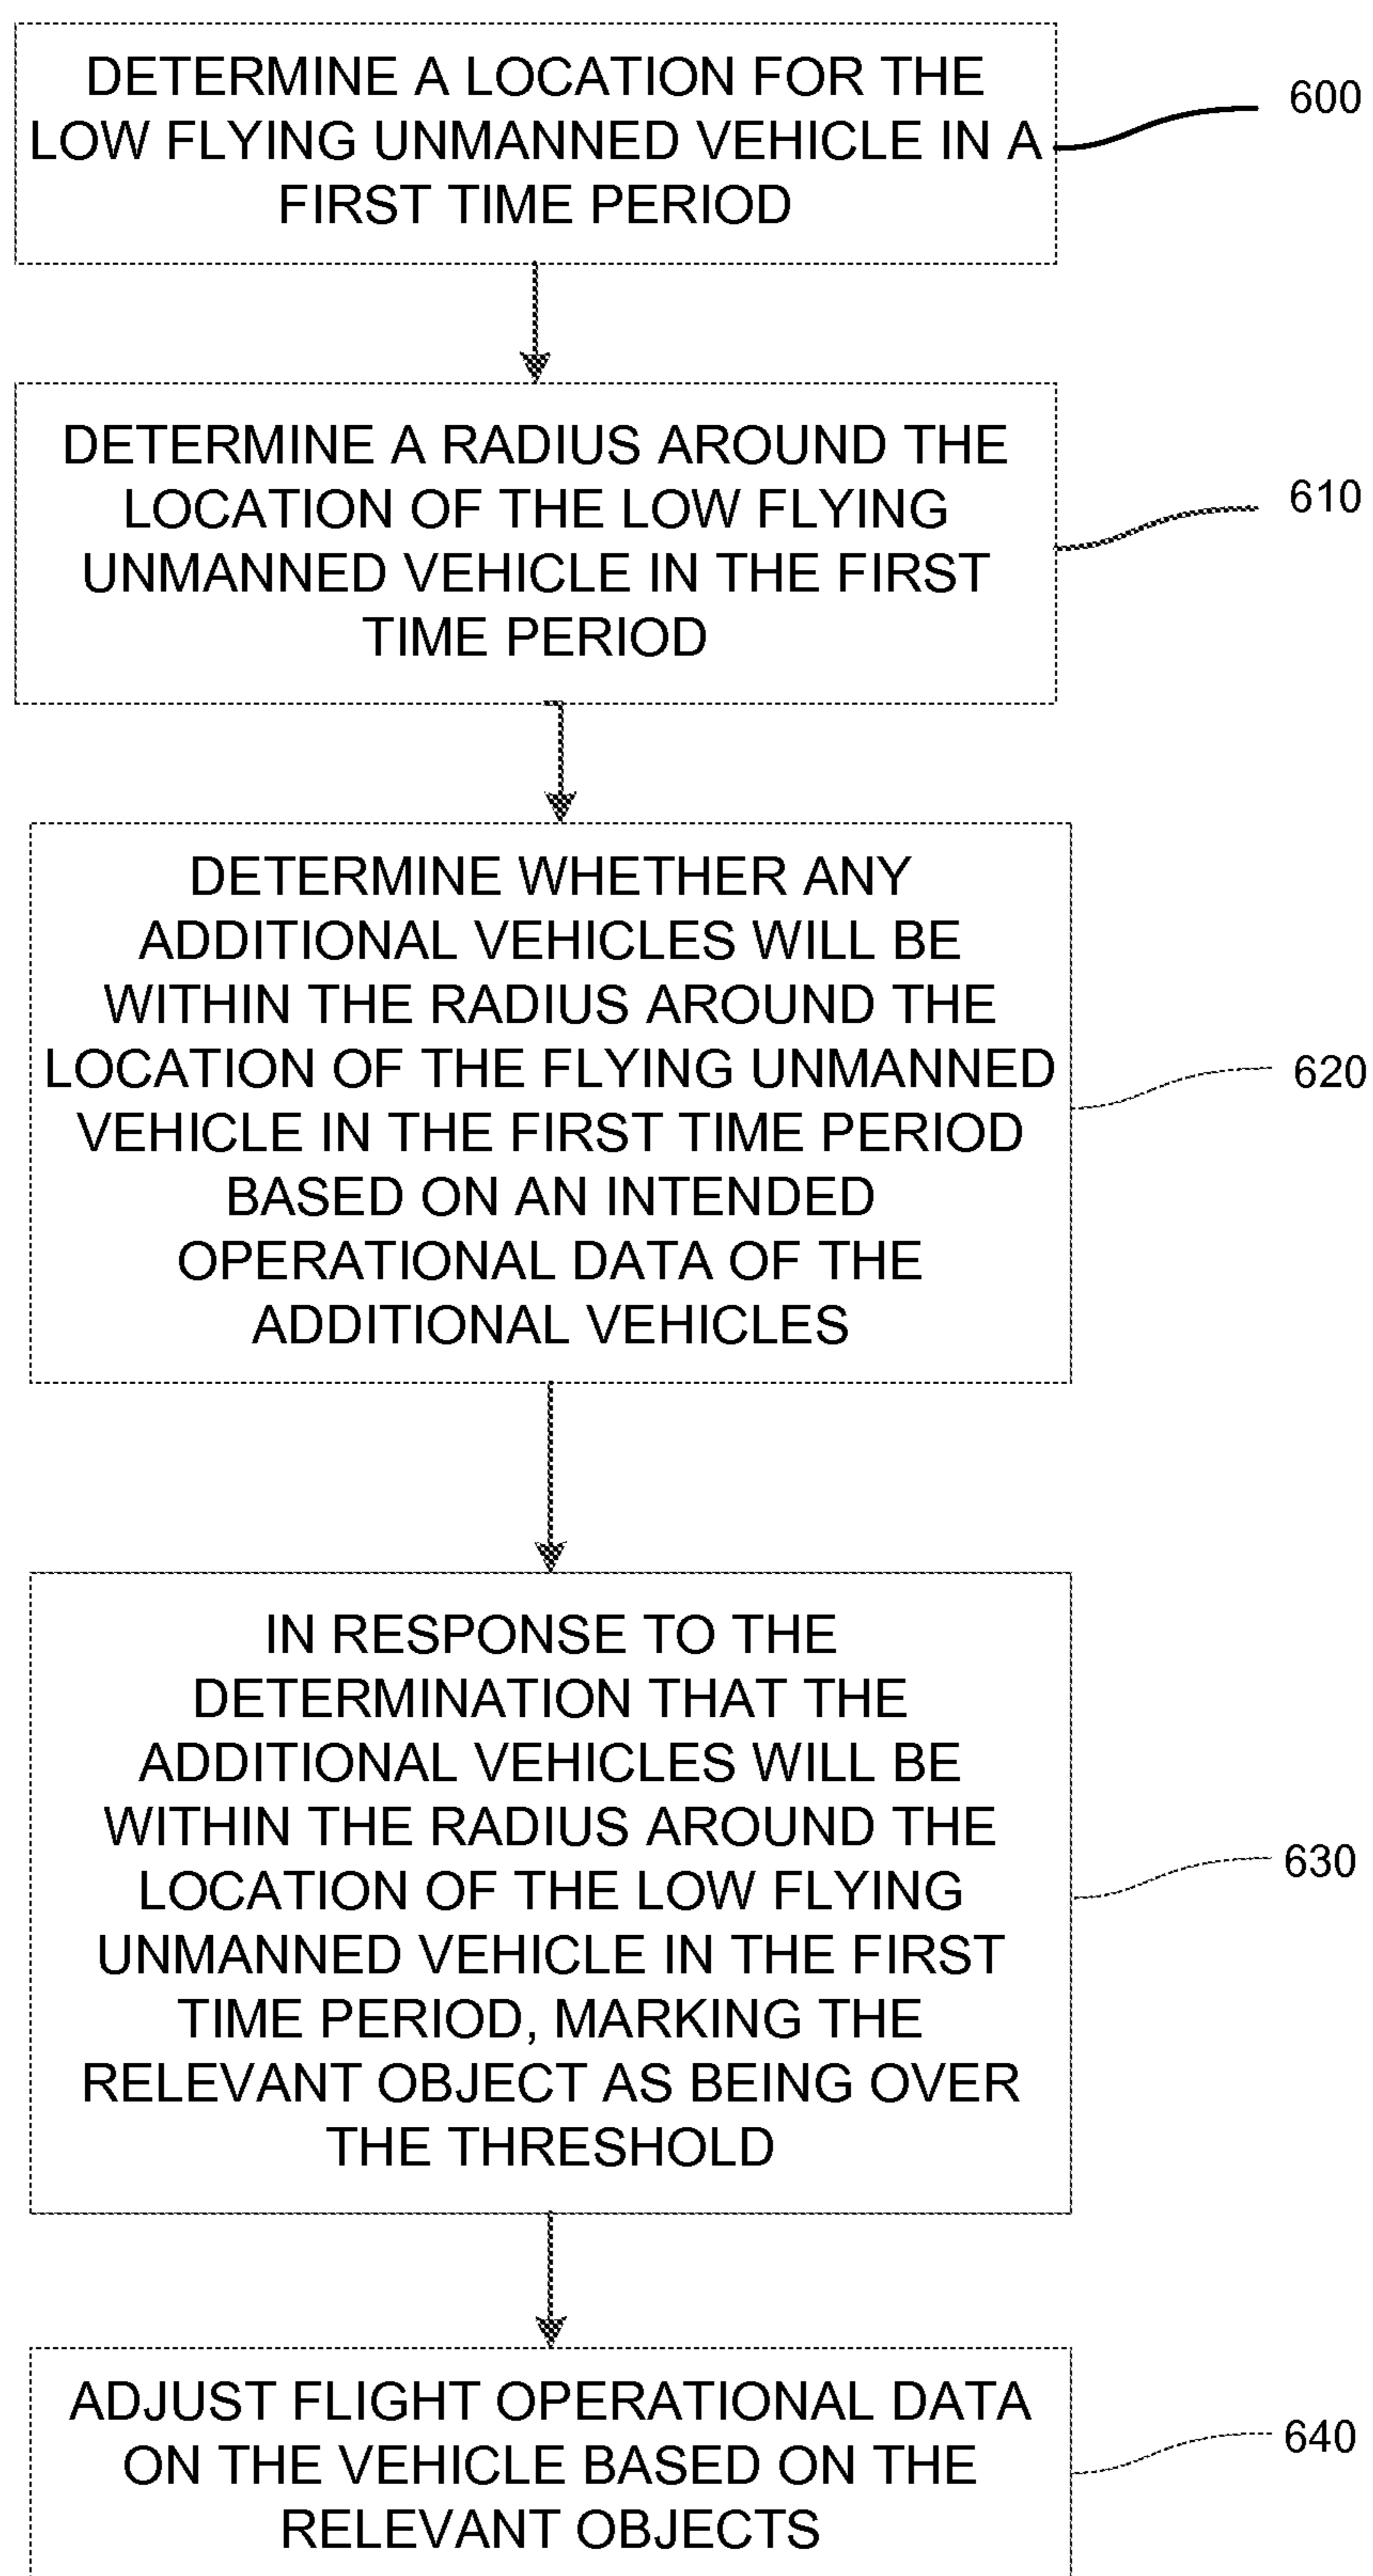 DETERMINE A LOCATION FOR THE
LOW FLYING UNMANNED VEHICLE IN A
FIRST TIME PERIOD
600
DETERMINE A RADIUS AROUND THE
LOCATION OF THE LOW FLYING
UNMANNED VEHICLE IN THE FIRST
TIME PERIOD
610
DETERMINE WHETHER ANY
ADDITIONAL VEHICLES WILL BE
WITHIN THE RADIUS AROUND THE
LOCATION OF THE FLYING UNMANNED
VEHICLE IN THE FIRST TIME PERIOD
BASED ON AN INTENDED
OPERATIONAL DATA OF THE
ADDITIONAL VEHICLES
620
IN RESPONSE TO THE
DETERMINATION THAT THE
ADDITIONAL VEHICLES WILL BE
WITHIN THE RADIUS AROUND THE
LOCATION OF THE LOW FLYING
UNMANNED VEHICLE IN THE FIRST
TIME PERIOD, MARKING THE
RELEVANT OBJECT AS BEING OVER
THE THRESHOLD
630
ADJUST FLIGHT OPERATIONAL DATA
ON THE VEHICLE BASED ON THE
RELEVANT OBJECTS
640